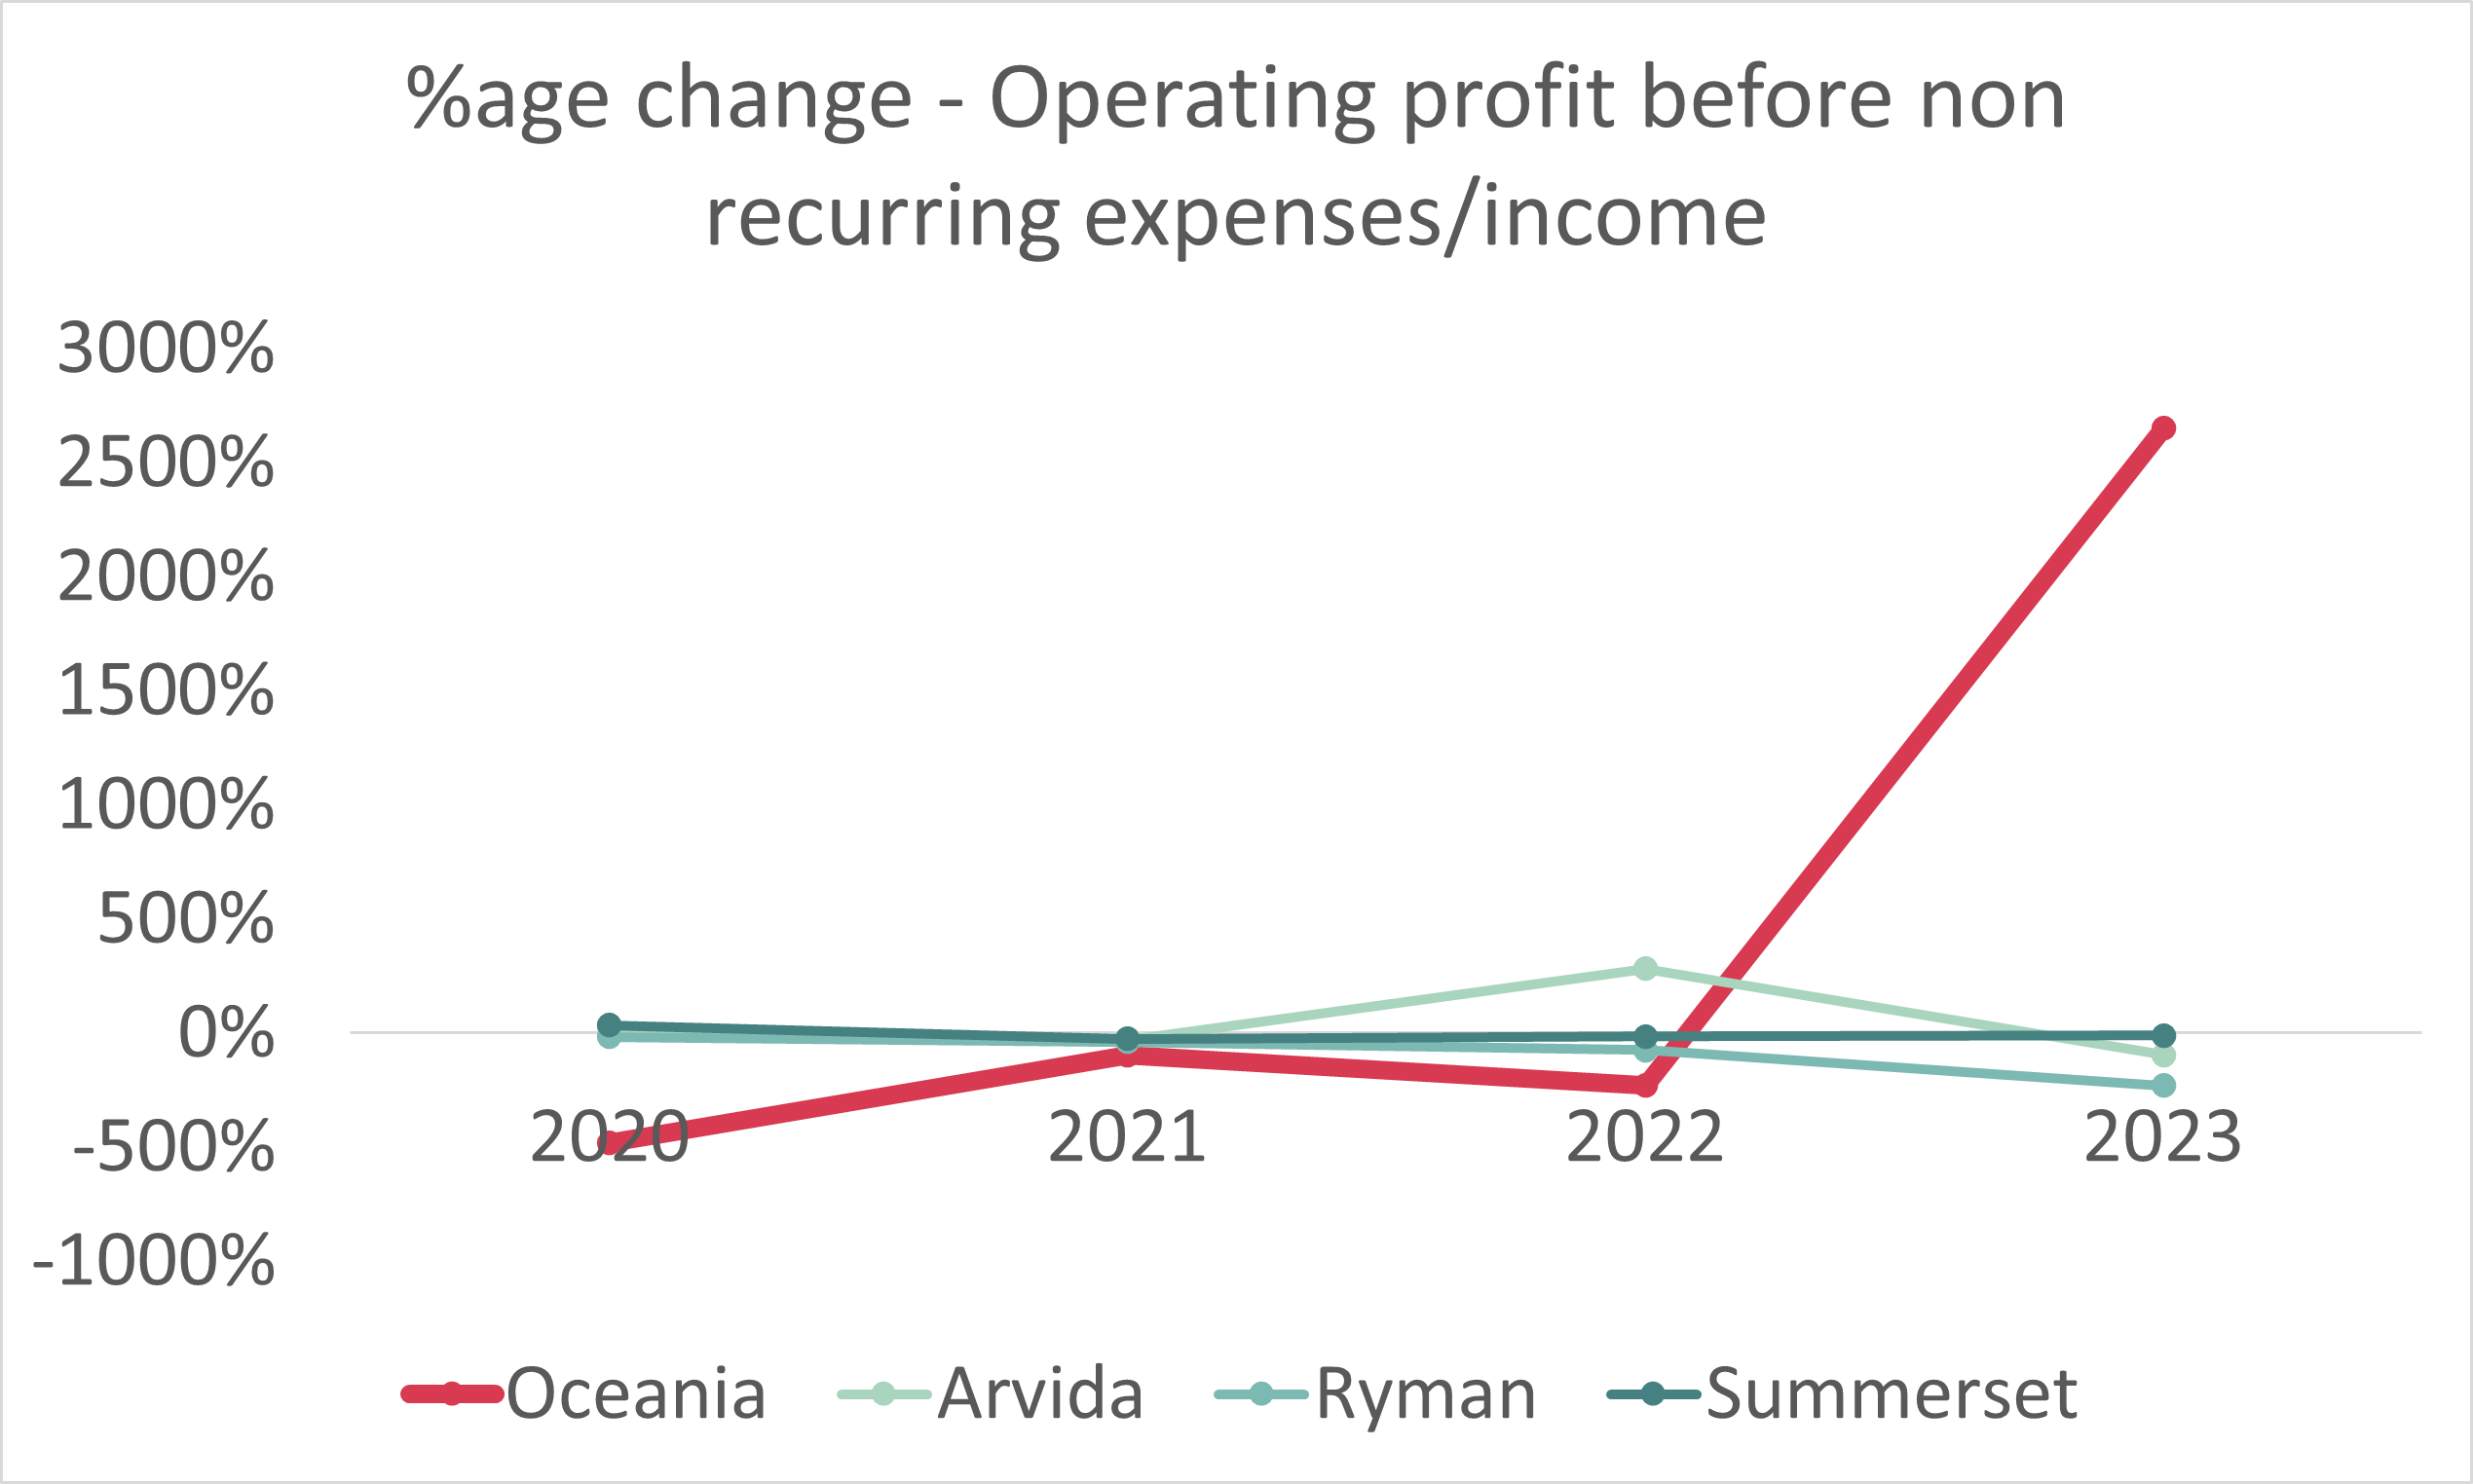 %age change - Operating profit before non
recurring expenses/income
3000%
2500%
2000%
1500%
1000%
500%
0%
-500%
-1000%
2020 2021 2022 2023
Oceania Arvida Ryman Summerset